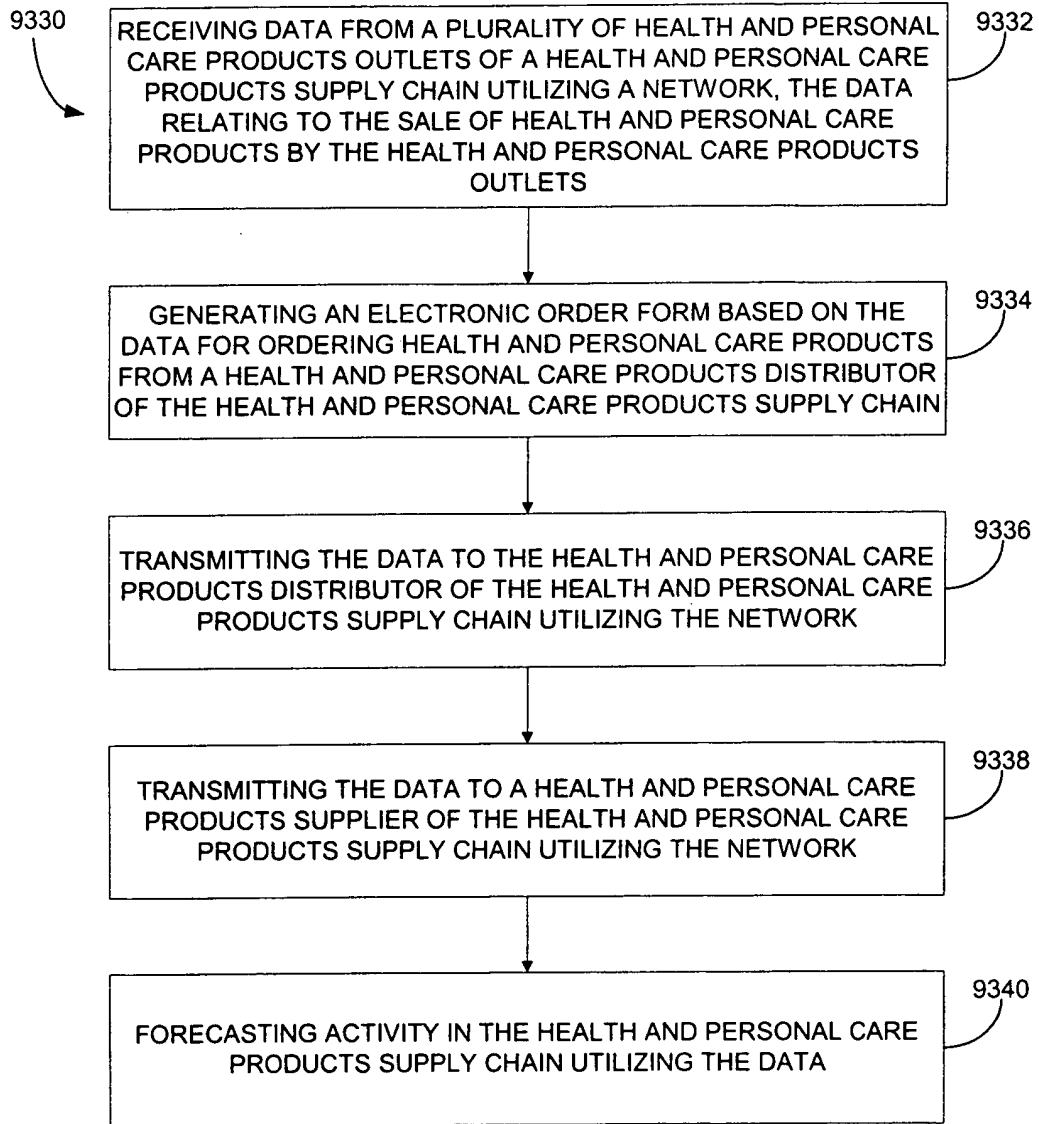 9330
9332
RECEIVING DATA FROM A PLURALITY OF HEALTH AND PERSONAL
CARE PRODUCTS OUTLETS OF A HEALTH AND PERSONAL CARE
PRODUCTS SUPPLY CHAIN UTILIZING A NETWORK, THE DATA
RELATING TO THE SALE OF HEALTH AND PERSONAL CARE
PRODUCTS BY THE HEALTH AND PERSONAL CARE PRODUCTS
OUTLETS
9334
GENERATING AN ELECTRONIC ORDER FORM BASED ON THE
DATA FOR ORDERING HEALTH AND PERSONAL CARE PRODUCTS
FROM A HEALTH AND PERSONAL CARE PRODUCTS DISTRIBUTOR
OF THE HEALTH AND PERSONAL CARE PRODUCTS SUPPLY CHAIN
9336
TRANSMITTING THE DATA TO THE HEALTH AND PERSONAL CARE
PRODUCTS DISTRIBUTOR OF THE HEALTH AND PERSONAL CARE
PRODUCTS SUPPLY CHAIN UTILIZING THE NETWORK
9338
TRANSMITTING THE DATA TO A HEALTH AND PERSONAL CARE
PRODUCTS SUPPLIER OF THE HEALTH AND PERSONAL CARE
PRODUCTS SUPPLY CHAIN UTILIZING THE NETWORK
9340
FORECASTING ACTIVITY IN THE HEALTH AND PERSONAL CARE
PRODUCTS SUPPLY CHAIN UTILIZING THE DATA